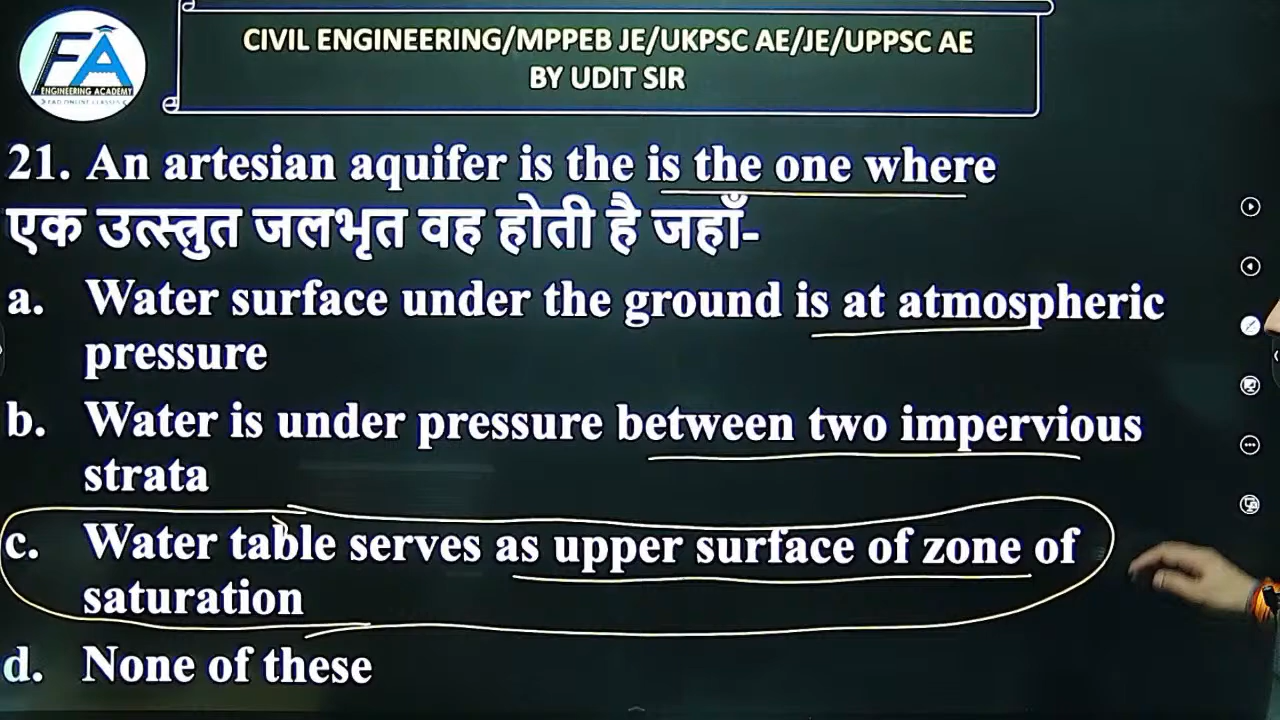 FA
ENGINEERING ACADEMY
CIVIL ENGINEERING/MPPEB JE/UKPSC AE/JE/UPPSC AE
BY UDIT SIR
21. An artesian aquifer is the is the one where
एक उत्स्त्रुत जलभृत वह होती है जहाँ-
a. Water surface under the ground is at atmospheric
pressure
b. Water is under pressure between two impervious
strata
c. Water table serves as upper surface of zone of
saturation
d. None of these